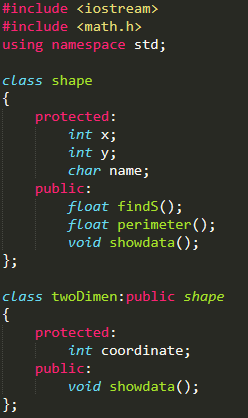 #include <iostream>
#include <math.h>
using namespace std;

class shape
{
    protected:
        int x;
        int y;
        char name;
    public:
        float findS();
        float perimeter();
        void showdata();
};

class twoDimen:public shape
{
    protected:
        int coordinate;
    public:
        void showdata();
};